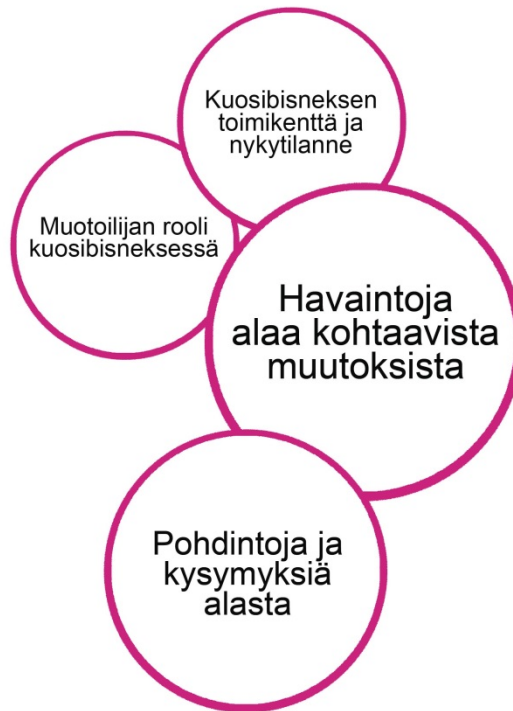 Kuosibisneksen
toimikenttä ja
nykytilanne
Muotoilijan rooli
kuosibisneksessä
Havaintoja
alaa kohtaavista
muutoksista
Pohdintoja ja
kysymyksiä
alasta